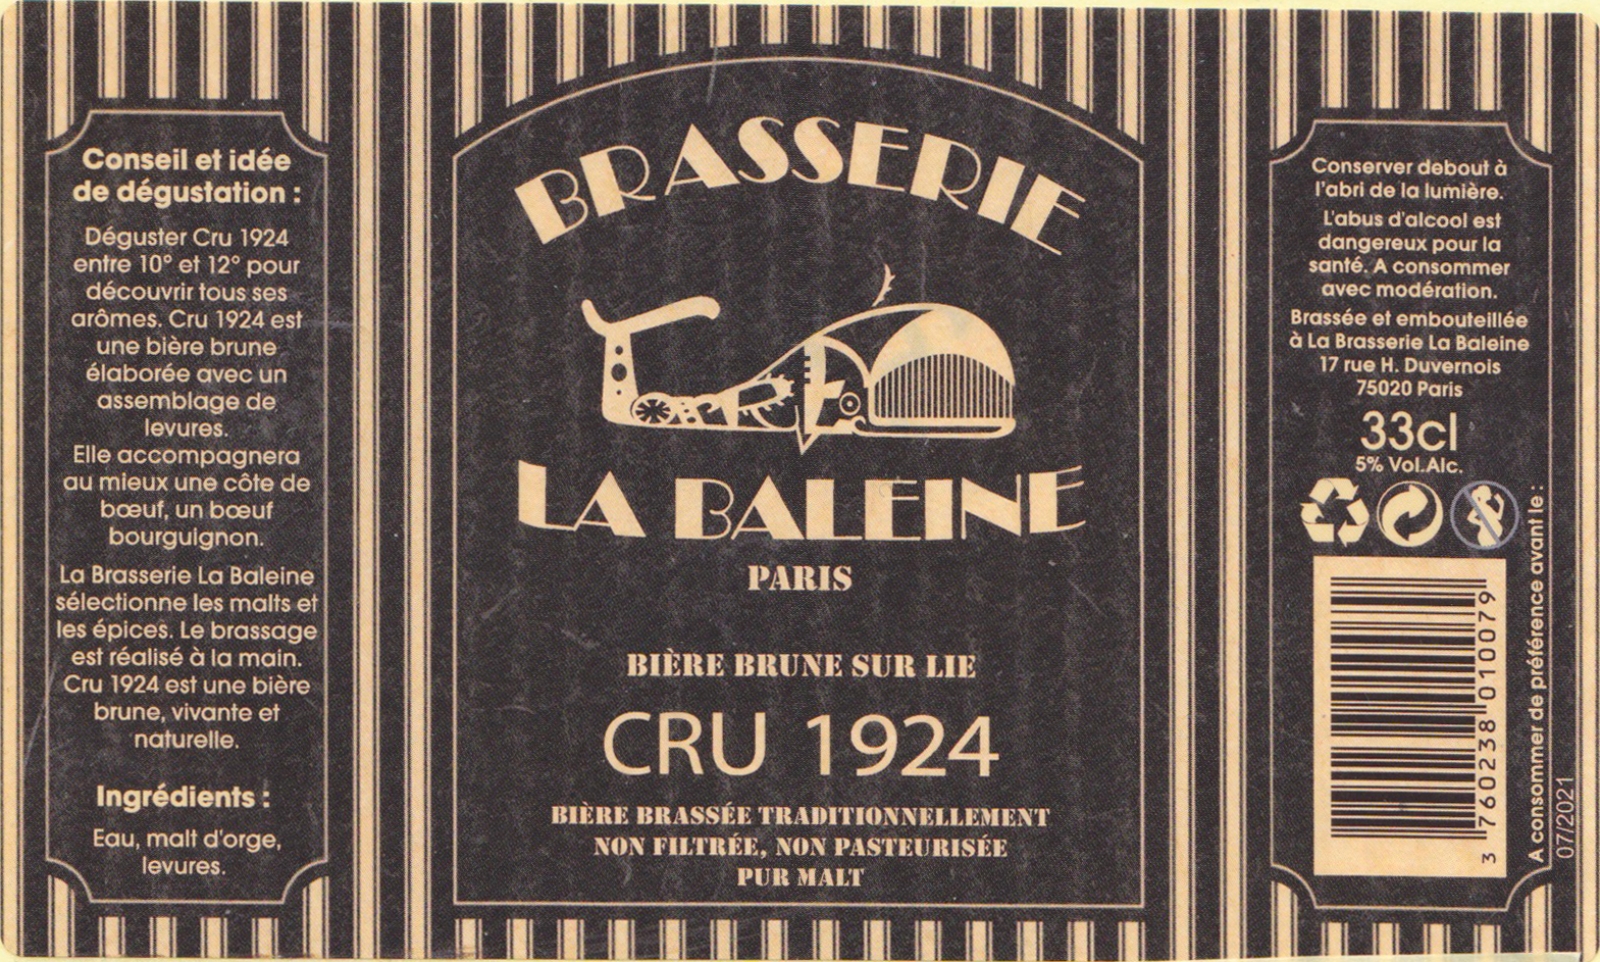 Conseil et idée
de dégustation :
Déguster Cru 1924
entre 10° et 12° pour
découvrir tous ses
arômes. Cru 1924 est
une bière brune
élaborée avec un
assemblage de
levures.
Elle accompagnera
au mieux une côte de
bœuf, un bœuf
bourguignon.
La Brasserie La Baleine
sélectionne les malts et
les épices. Le brassage
est réalisé à la main.
Cru 1924 est une bière
brune, vivante et
naturelle.
Ingrédients :
Eau, malt d'orge,
levures.
BRASSERIE
LA BALEINE
PARIS
BIÈRE BRUNE SUR LIE
CRU 1924
BIÈRE BRASSÉE TRADITIONNELLEMENT
NON FILTRÉE, NON PASTEURISÉE
PUR MALT
Conserver debout à
l'abri de la lumière.
L'abus d'alcool est
dangereux pour la
santé. A consommer
avec modération.
Brassée et embouteillée
à La Brasserie La Baleine
17 rue H. Duvernois
75020 Paris
33cl
5% Vol.Alc.
3 760238 010079
A consommer de préférence avant le :
07/2021